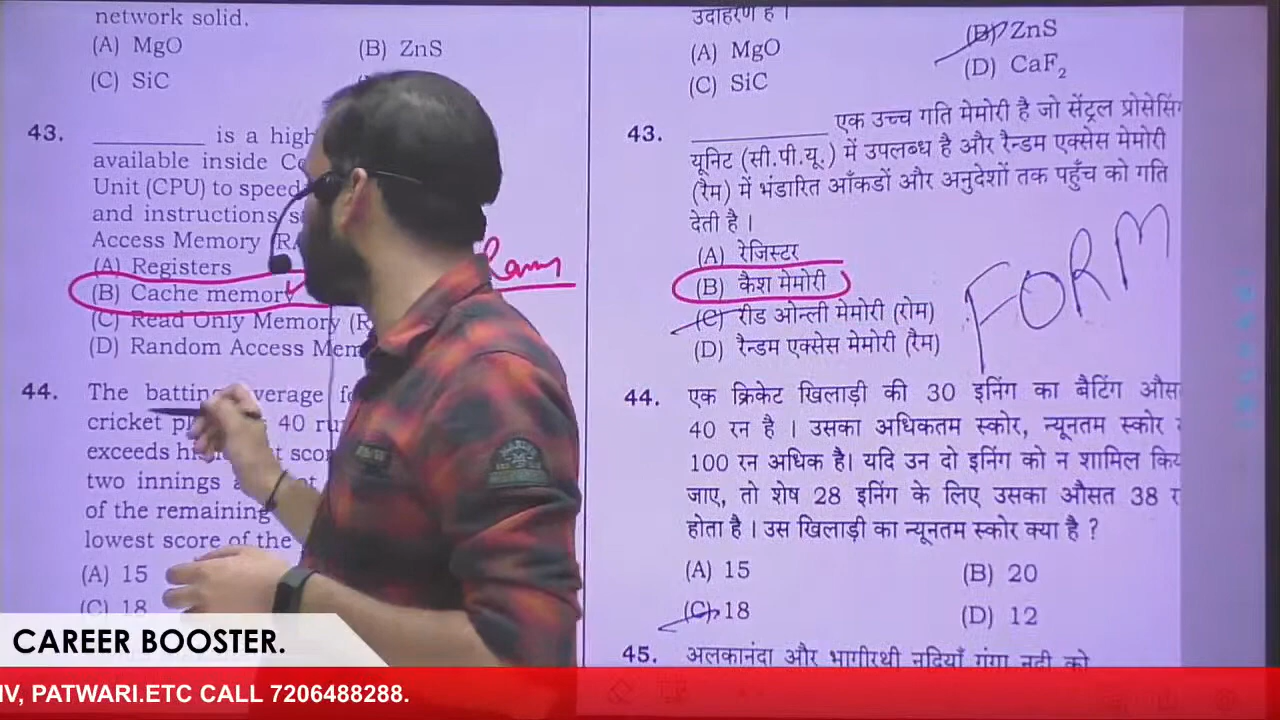 network solid.
(A) MgO (B) ZnS
(C) SiC
43. ________ is a high
available inside
Unit (CPU) to speed
and instructions
Access Memory
(A) Registers
(B) Cache memory
(C) Read Only Memory
(D) Random Access
44. The batting average
cricket 40
exceeds
two innings
of the remaining
lowest score of the
(A) 15
(C) 18
उदाहरण है ।
(A) MgO (B) ZnS
(C) SiC (D) CaF₂
43. ________ एक उच्च गति मेमोरी है जो सेंट्रल प्रोसेसिंग
यूनिट (सी.पी.यू.) में उपलब्ध है और रैन्डम एक्सेस मेमोरी
(रैम) में भंडारित आँकडों और अनुदेशों तक पहुँच को गति
देती है ।
(A) रेजिस्टर
(B) कैश मेमोरी
(C) रीड ओन्ली मेमोरी (रोम)
(D) रैन्डम एक्सेस मेमोरी (रैम)
FORM
44. एक क्रिकेट खिलाड़ी की 30 इनिंग का बैटिंग
40 रन है । उसका अधिकतम स्कोर, न्यूनतम स्कोर
100 रन अधिक है। यदि उन दो इनिंग को न शामिल
जाए, तो शेष 28 इनिंग के लिए उसका औसत 38
होता है । उस खिलाड़ी का न्यूनतम स्कोर क्या है ?
(A) 15 (B) 20
(C) 18 (D) 12
45. अलकानंदा और भागीरथी नदियाँ गंगा नदी को
CAREER BOOSTER.
IV, PATWARI.ETC CALL 7206488288.